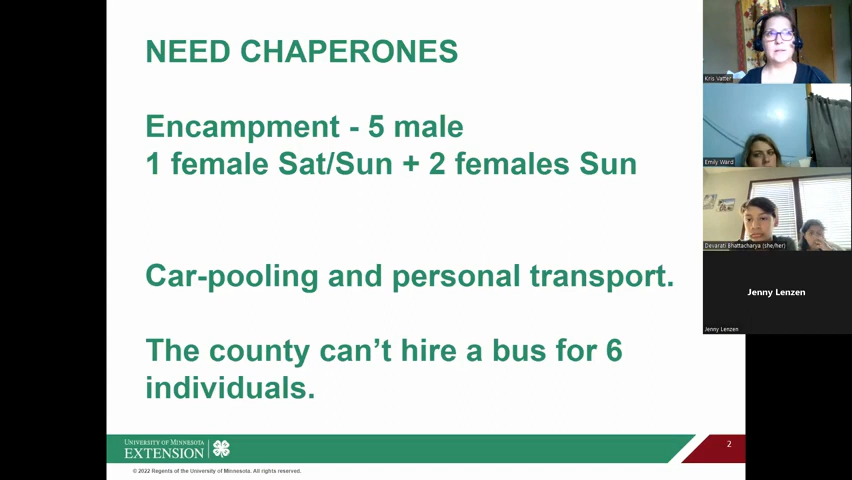 NEED CHAPERONES
Encampment - 5 male
1 female Sat/Sun + 2 females Sun
Car-pooling and personal transport.
The county can't hire a bus for 6
individuals.
UNIVERSITY OF MINNESOTA
EXTENSION
2
© 2022 Regents of the University of Minnesota. All rights reserved.
Kris Vatter
Emily Ward
Devarati Bhattacharya (she/her)
Jenny Lenzen
Jenny Lenzen